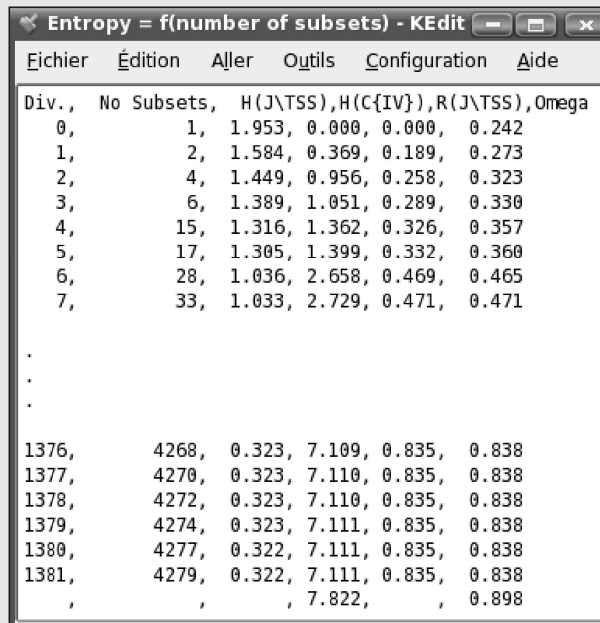 Entropy = f(number of subsets) - KEdit
Fichier Édition Aller Outils Configuration Aide
Div., No Subsets, H(J\TSS),H(C{IV}),R(J\TSS),Omega
0, 1, 1.953, 0.000, 0.000, 0.242
1, 2, 1.584, 0.369, 0.189, 0.273
2, 4, 1.449, 0.956, 0.258, 0.323
3, 6, 1.389, 1.051, 0.289, 0.330
4, 15, 1.316, 1.362, 0.326, 0.357
5, 17, 1.305, 1.399, 0.332, 0.360
6, 28, 1.036, 2.658, 0.469, 0.465
7, 33, 1.033, 2.729, 0.471, 0.471
.
.
.
1376, 4268, 0.323, 7.109, 0.835, 0.838
1377, 4270, 0.323, 7.110, 0.835, 0.838
1378, 4272, 0.323, 7.110, 0.835, 0.838
1379, 4274, 0.323, 7.111, 0.835, 0.838
1380, 4277, 0.322, 7.111, 0.835, 0.838
1381, 4279, 0.322, 7.111, 0.835, 0.838
, , , 7.822, , 0.898